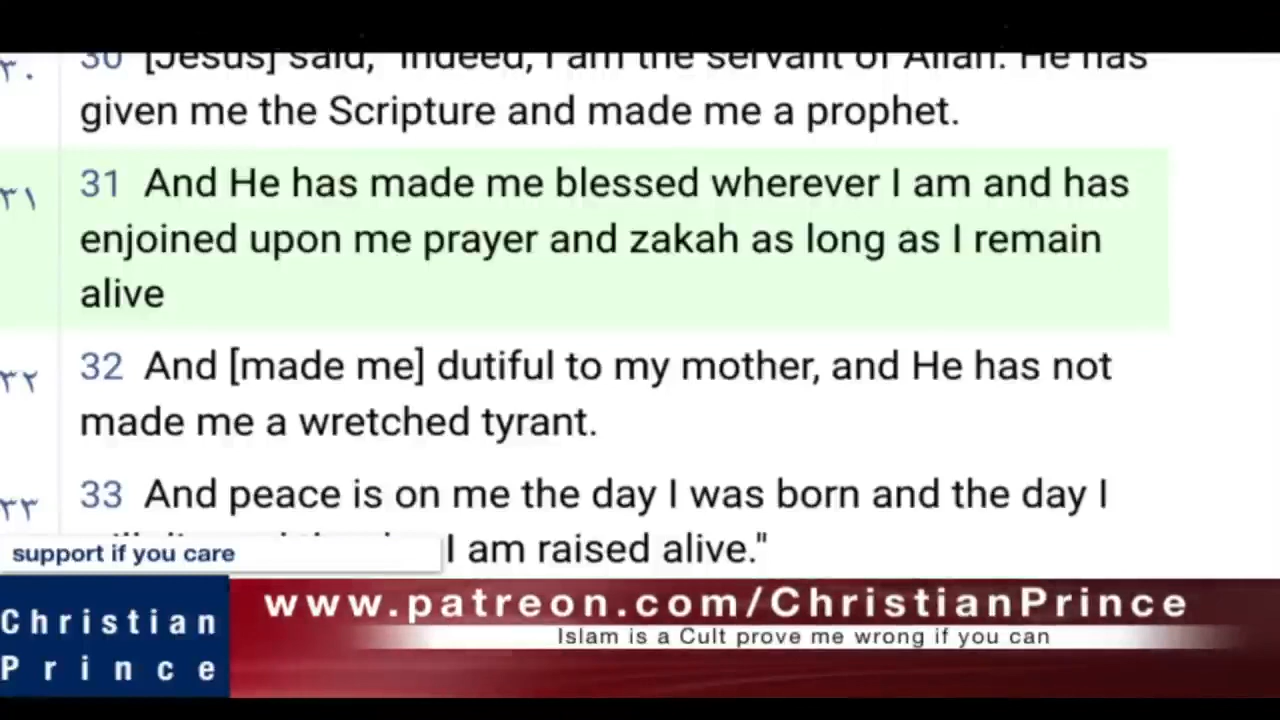 ٣٠ 30 [Jesus] said, "Indeed, I am the servant of Allah. He has
given me the Scripture and made me a prophet.
٣١ 31 And He has made me blessed wherever I am and has
enjoined upon me prayer and zakah as long as I remain
alive
٣٢ 32 And [made me] dutiful to my mother, and He has not
made me a wretched tyrant.
٣٣ 33 And peace is on me the day I was born and the day I
I am raised alive."
support if you care
Christian
Prince
www.patreon.com/ChristianPrince
Islam is a Cult prove me wrong if you can